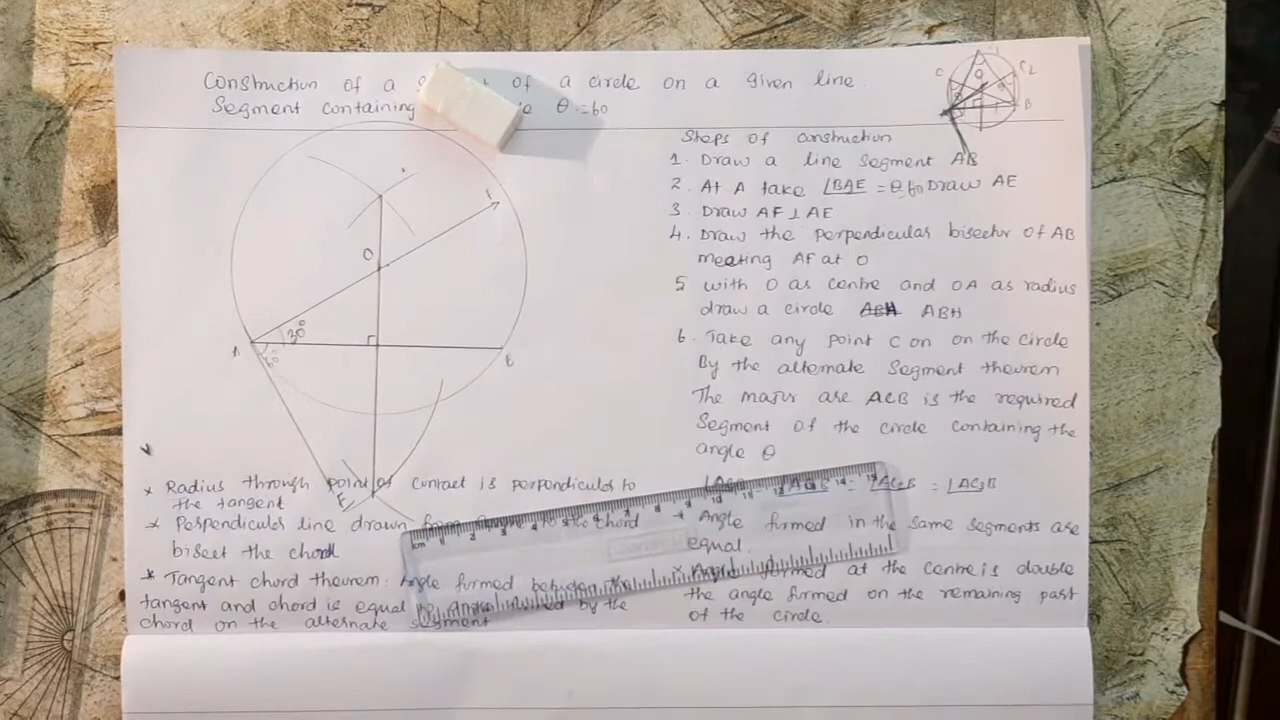 Construction of a of a circle on a given line
Segment containing θ = 60
Steps of construction
1. Draw a line segment AB
2. At A take ∠BAE = θ 60 Draw AE
3. Draw AF ⊥ AE
4. Draw the perpendicular bisector of AB
meeting AF at O
5 with O as centre and OA as radius
draw a circle ABH
6. Take any point C on on the circle
By the alternate segment theorem
The major arc ACB is the required
Segment of the circle containing the
angle θ
= ∠AC2B = ∠AC3B
* Angle formed in the same segments are
equal.
* Angle formed at the centre is double
the angle formed on the remaining part
of the circle.
O
F
A
30°
60°
B
E
* Radius through point of contact is perpendicular to
the tangent
* Perpendicular line drawn from to the chord
bisect the chord
* Tangent chord theorem: Angle formed between the
tangent and chord is equal formed by the
chord on the alternate segment
cm